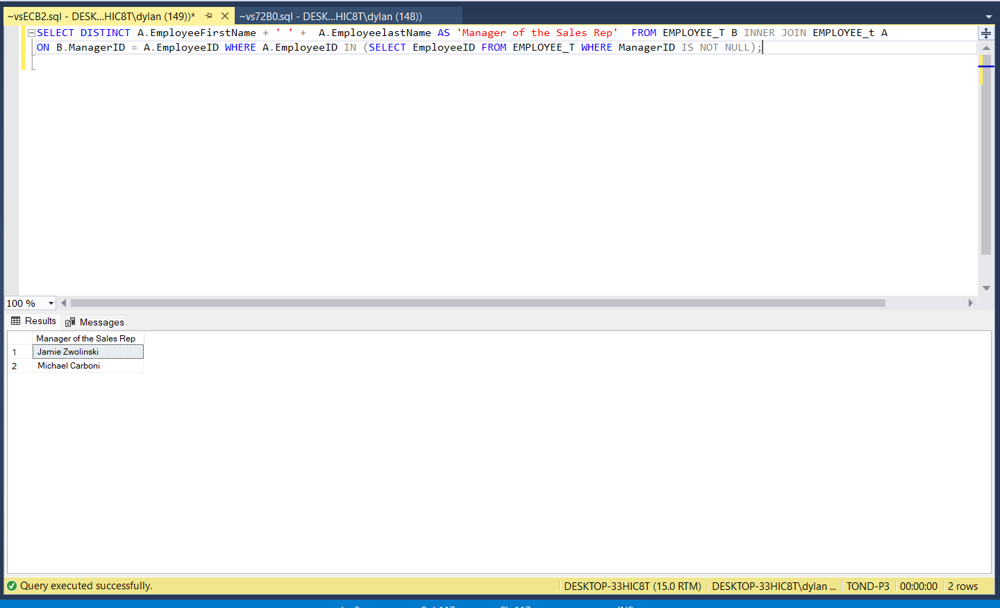 ~vsECB2.sql - DESK...HIC8T\dylan (149))* ~vs72B0.sql - DESK...HIC8T\dylan (148))
SELECT DISTINCT A.EmployeeFirstName + ' ' +  A.EmployeelastName AS 'Manager of the Sales Rep'  FROM EMPLOYEE_T B INNER JOIN EMPLOYEE_t A
ON B.ManagerID = A.EmployeeID WHERE A.EmployeeID IN (SELECT EmployeeID FROM EMPLOYEE_T WHERE ManagerID IS NOT NULL);
100 %
Results Messages
Manager of the Sales Rep
1 Jamie Zwolinski
2 Michael Carboni
Query executed successfully. DESKTOP-33HIC8T (15.0 RTM) DESKTOP-33HIC8T\dylan ... TOND-P3 00:00:00 2 rows